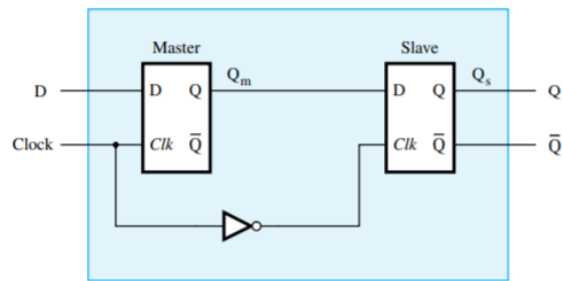 Master Slave
Qm Qs
D D Q D Q Q
Clock Clk Q̅ Clk Q̅ Q̅